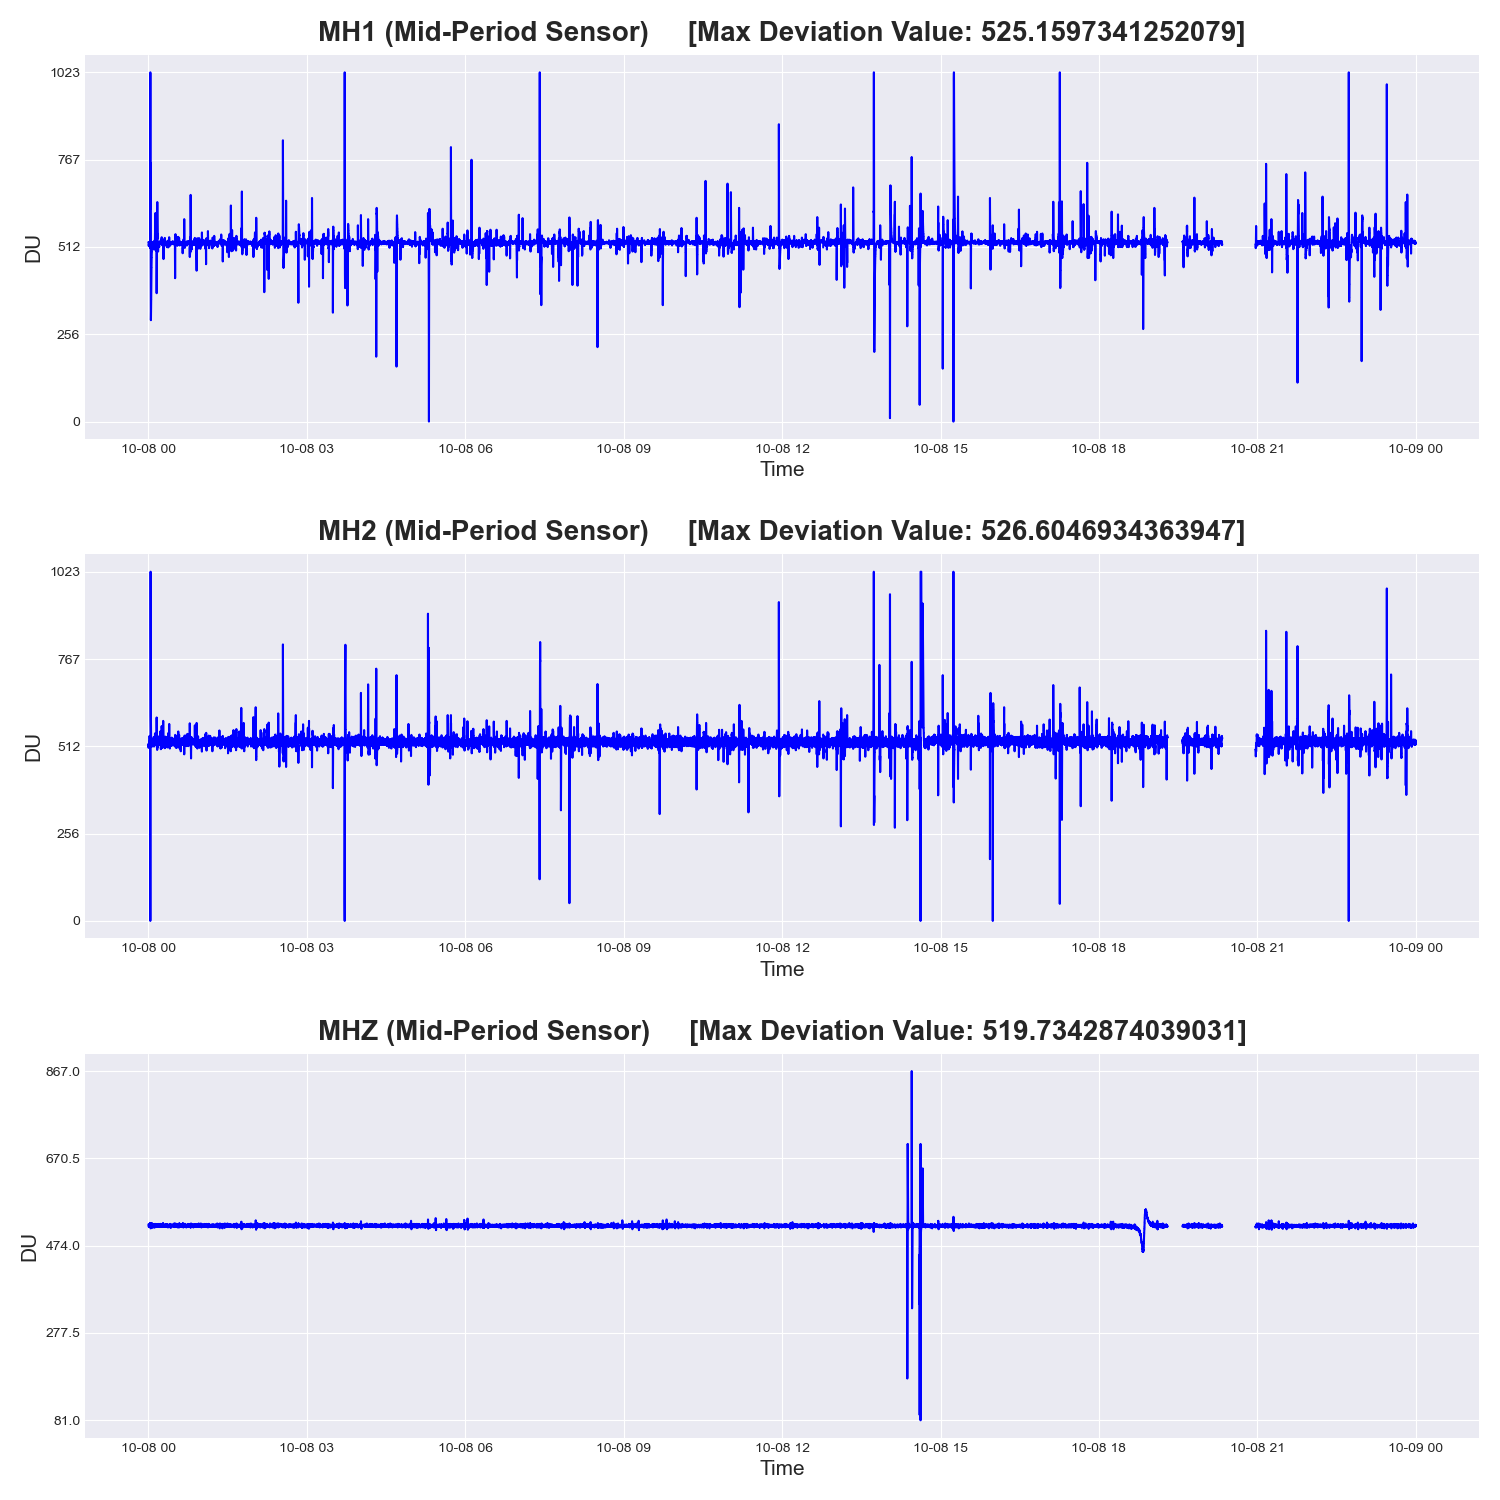 MH1 (Mid-Period Sensor) [Max Deviation Value: 525.1597341252079]
1023
767
512
256
0
DU
10-08 00 10-08 03 10-08 06 10-08 09 10-08 12 10-08 15 10-08 18 10-08 21 10-09 00
Time
MH2 (Mid-Period Sensor) [Max Deviation Value: 526.6046934363947]
1023
767
512
256
0
DU
10-08 00 10-08 03 10-08 06 10-08 09 10-08 12 10-08 15 10-08 18 10-08 21 10-09 00
Time
MHZ (Mid-Period Sensor) [Max Deviation Value: 519.7342874039031]
867.0
670.5
474.0
277.5
81.0
DU
10-08 00 10-08 03 10-08 06 10-08 09 10-08 12 10-08 15 10-08 18 10-08 21 10-09 00
Time